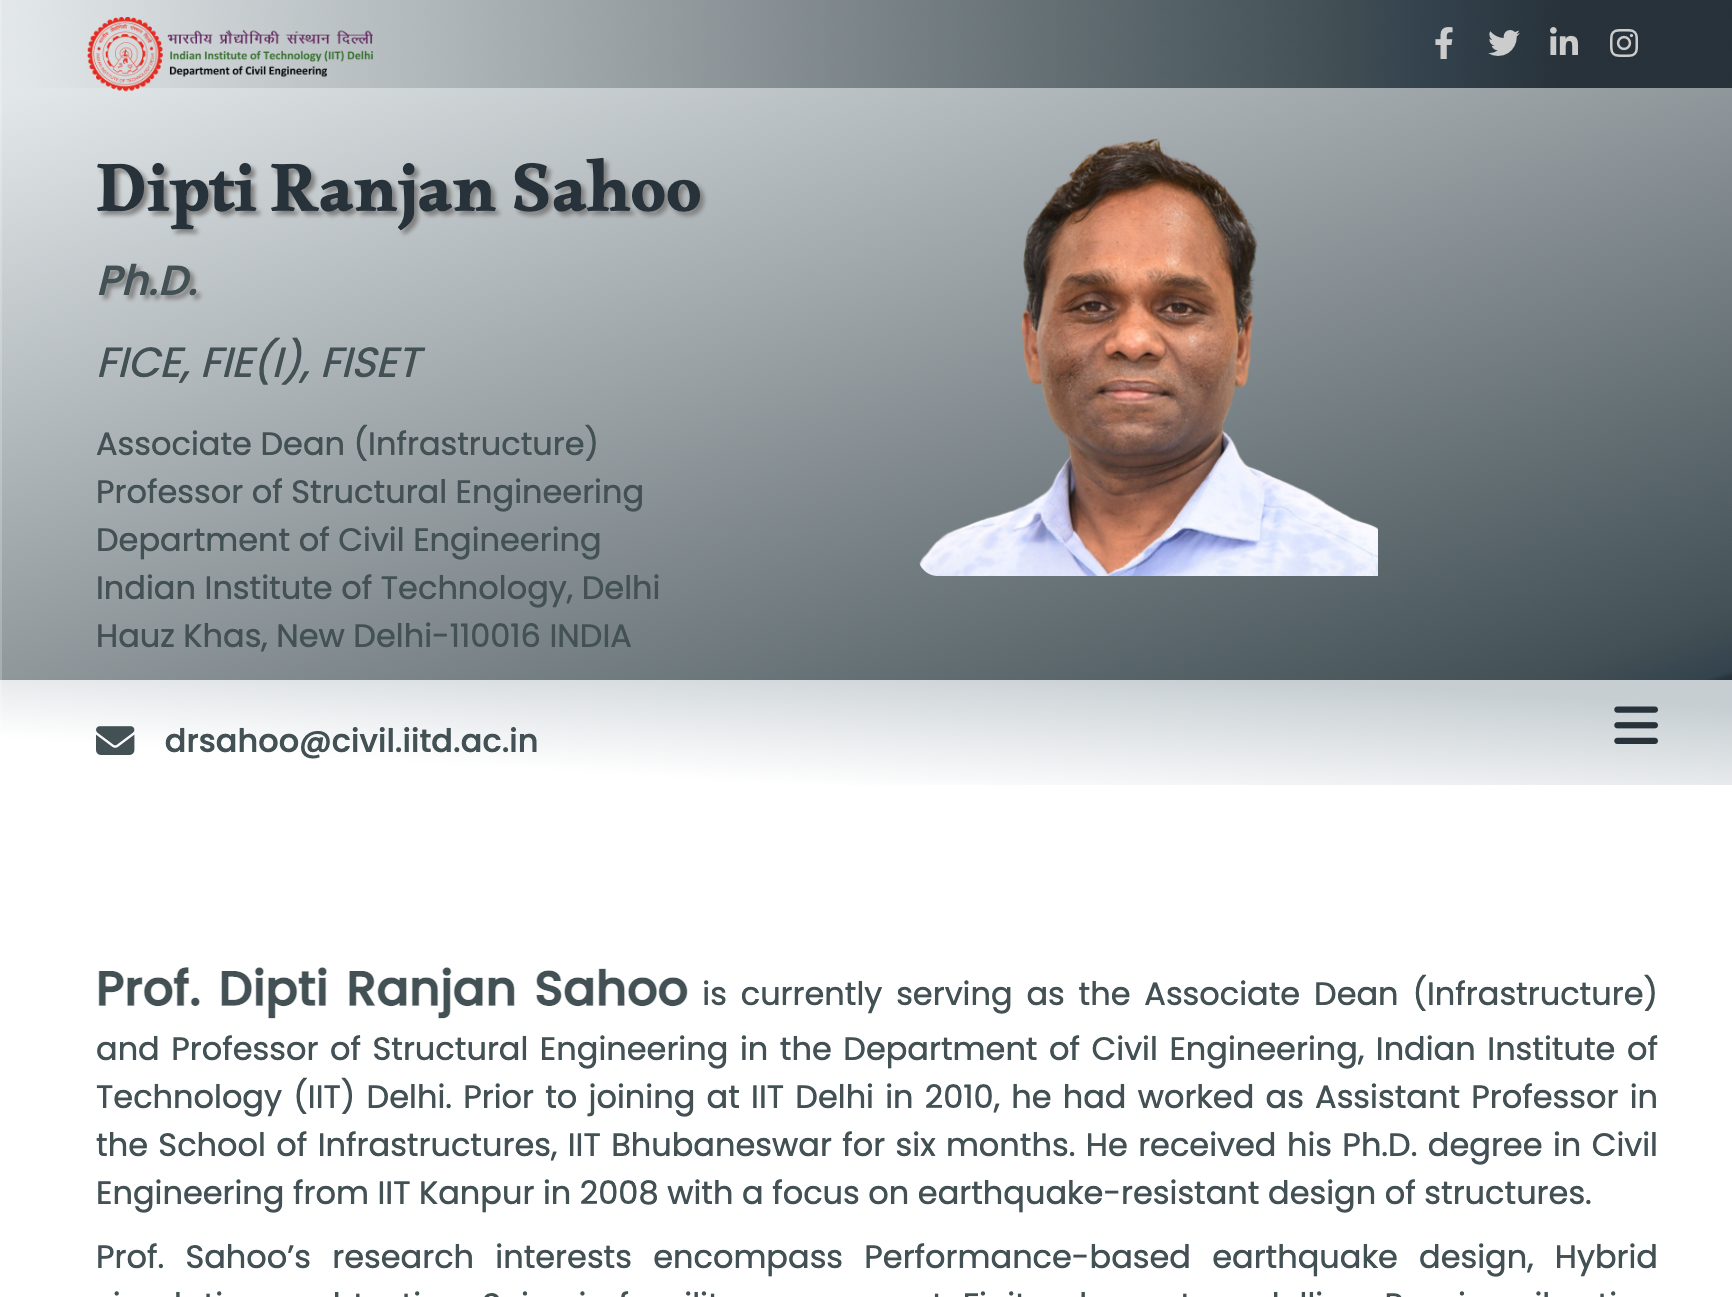 भारतीय प्रौद्योगिकी संस्थान दिल्ली
Indian Institute of Technology (IIT) Delhi
Department of Civil Engineering
Dipti Ranjan Sahoo
Ph.D.
FICE, FIE(I), FISET
Associate Dean (Infrastructure)
Professor of Structural Engineering
Department of Civil Engineering
Indian Institute of Technology, Delhi
Hauz Khas, New Delhi-110016 INDIA
drsahoo@civil.iitd.ac.in
Prof. Dipti Ranjan Sahoo is currently serving as the Associate Dean (Infrastructure)
and Professor of Structural Engineering in the Department of Civil Engineering, Indian Institute of
Technology (IIT) Delhi. Prior to joining at IIT Delhi in 2010, he had worked as Assistant Professor in
the School of Infrastructures, IIT Bhubaneswar for six months. He received his Ph.D. degree in Civil
Engineering from IIT Kanpur in 2008 with a focus on earthquake-resistant design of structures.
Prof. Sahoo’s research interests encompass Performance-based earthquake design, Hybrid